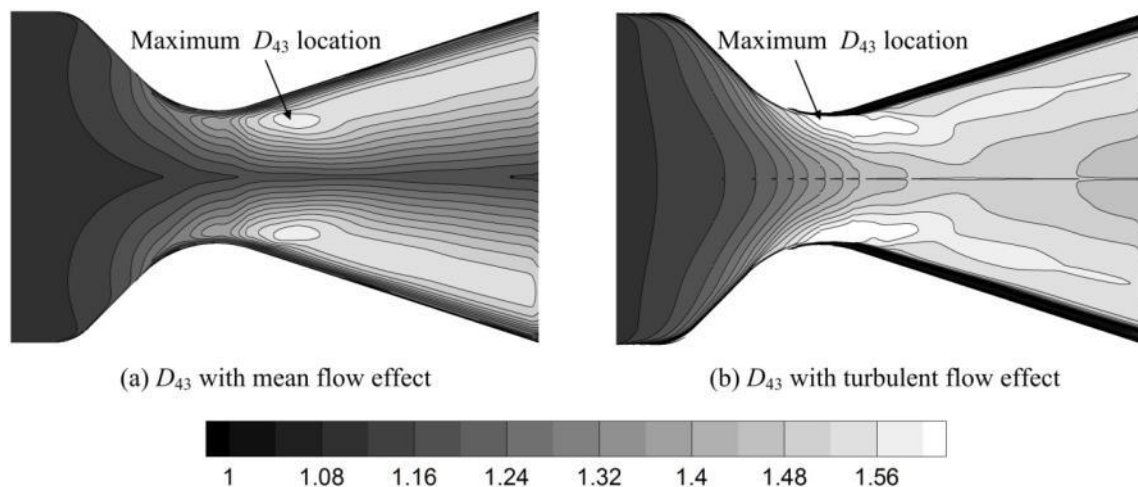 Maximum D43 location
Maximum D43 location
(a) D43 with mean flow effect
(b) D43 with turbulent flow effect
1 1.08 1.16 1.24 1.32 1.4 1.48 1.56